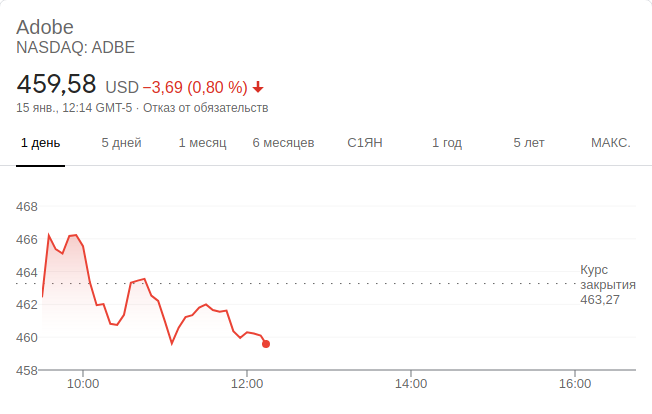 Adobe
NASDAQ: ADBE
459,58 USD −3,69 (0,80 %)
15 янв., 12:14 GMT-5 · Отказ от обязательств
1 день 5 дней 1 месяц 6 месяцев С1ЯН 1 год 5 лет МАКС.
468
466
464
462
460
458
Курс
закрытия
463,27
10:00 12:00 14:00 16:00